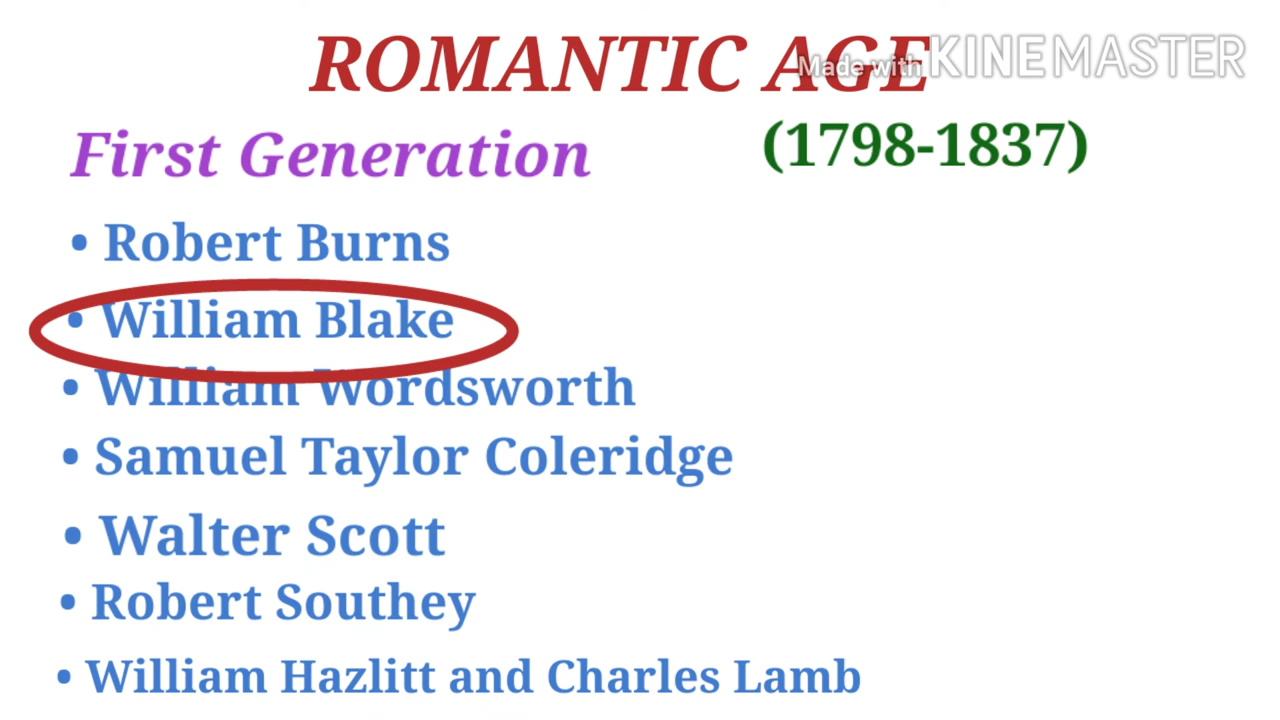 ROMANTIC AGE
Made with KINEMASTER
First Generation
(1798-1837)
• Robert Burns
• William Blake
• William Wordsworth
• Samuel Taylor Coleridge
• Walter Scott
• Robert Southey
• William Hazlitt and Charles Lamb